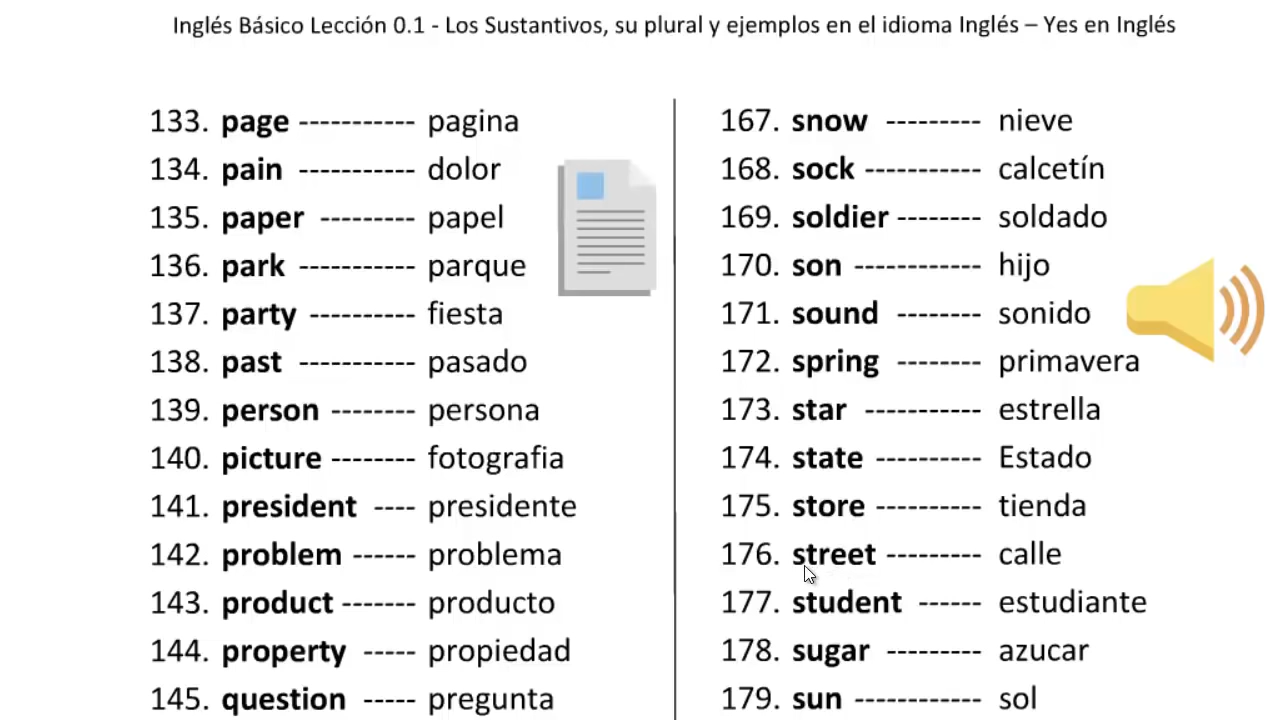 Inglés Básico Lección 0.1 - Los Sustantivos, su plural y ejemplos en el idioma Inglés – Yes en Inglés
133. page ----------- pagina
134. pain ----------- dolor
135. paper --------- papel
136. park ----------- parque
137. party ---------- fiesta
138. past ----------- pasado
139. person -------- persona
140. picture -------- fotografia
141. president ---- presidente
142. problem ------ problema
143. product ------- producto
144. property ----- propiedad
145. question ----- pregunta
167. snow --------- nieve
168. sock ----------- calcetín
169. soldier -------- soldado
170. son ------------ hijo
171. sound -------- sonido
172. spring -------- primavera
173. star ----------- estrella
174. state ---------- Estado
175. store ---------- tienda
176. street --------- calle
177. student ------ estudiante
178. sugar --------- azucar
179. sun ------------ sol